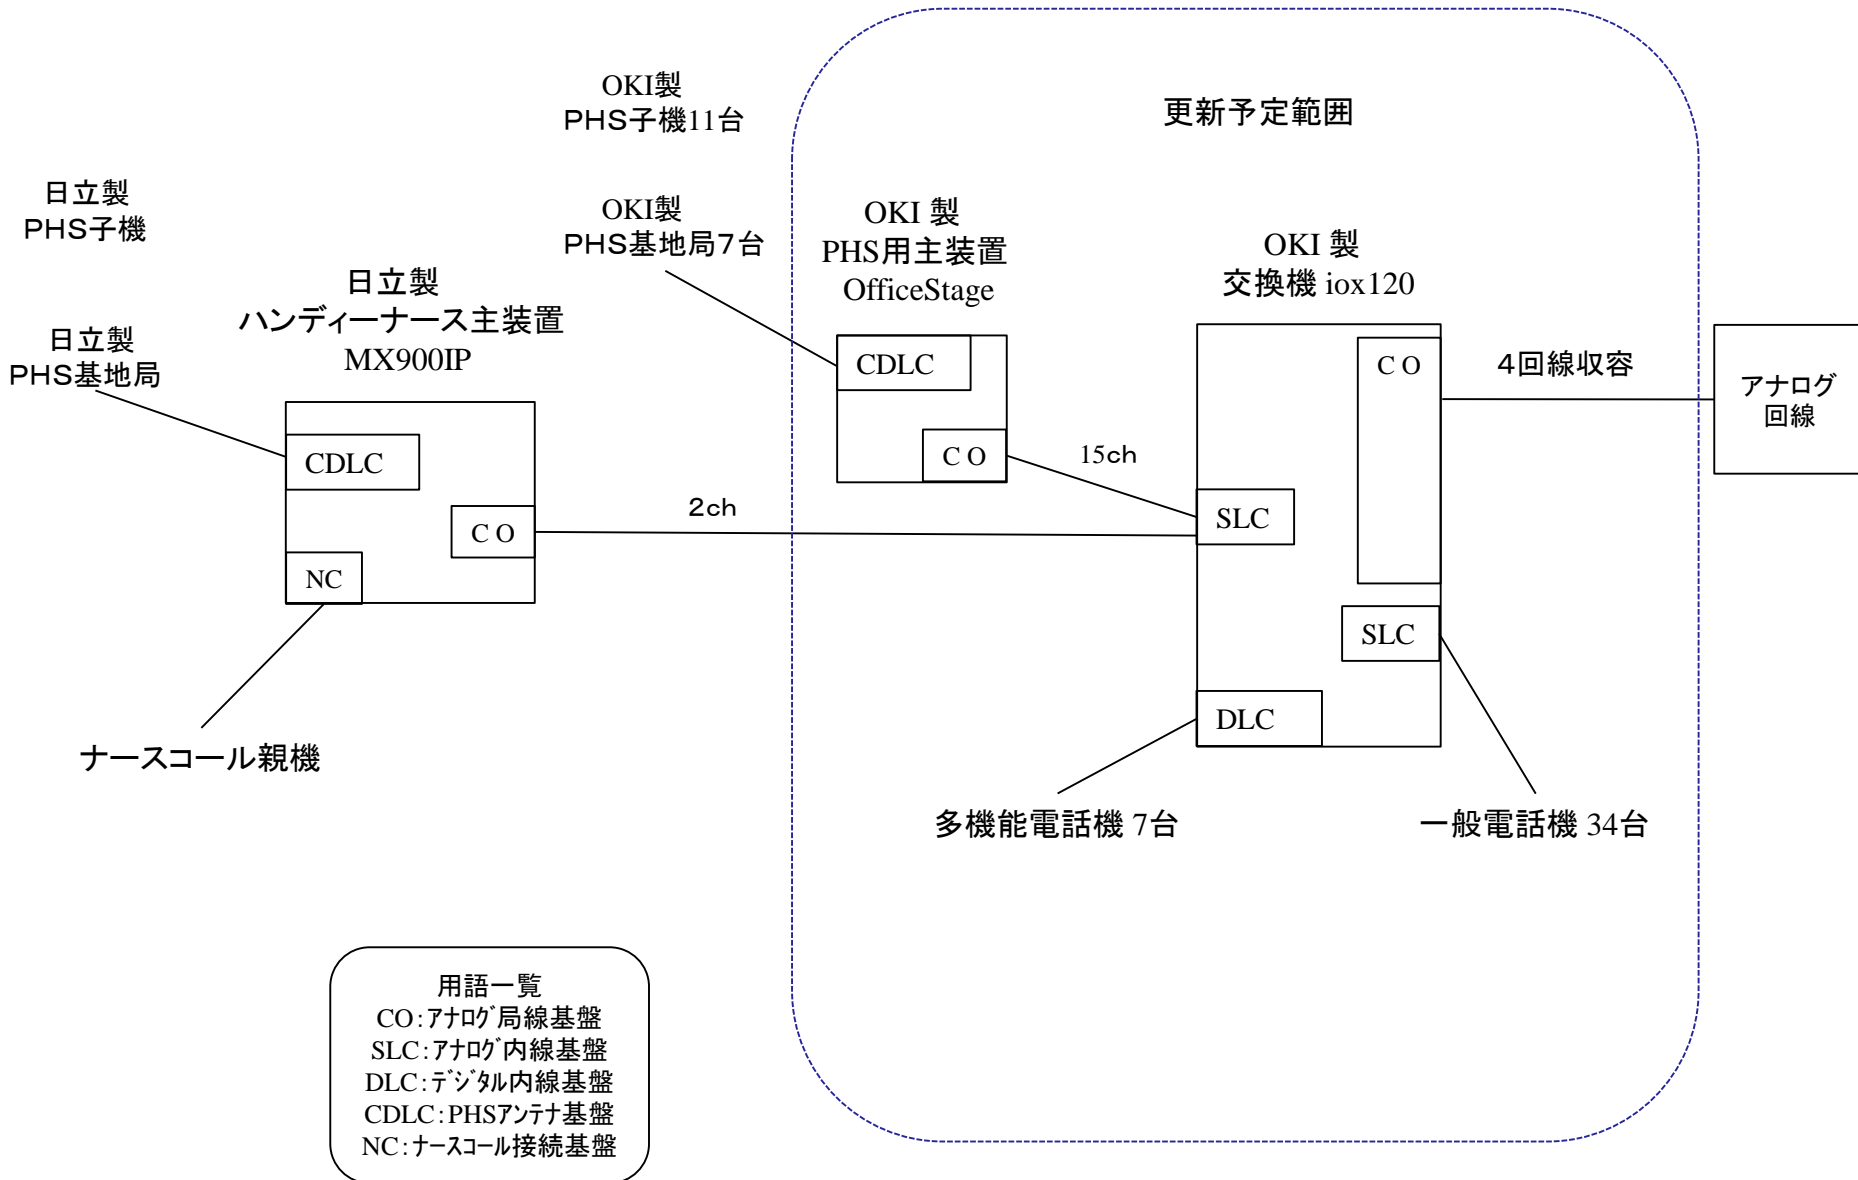 OKI製
PHS子機11台
更新予定範囲
日立製
PHS子機
OKI製
PHS基地局7台
OKI 製
PHS用主装置
OfficeStage
OKI 製
交換機 iox120
日立製
ハンディーナース主装置
MX900IP
日立製
PHS基地局
CDLC
CO
4回線収容
アナログ
回線
CDLC
CO
15ch
CO
2ch
SLC
NC
SLC
DLC
ナースコール親機
多機能電話機 7台
一般電話機 34台
用語一覧
CO:アナログ局線基盤
SLC:アナログ内線基盤
DLC:デジタル内線基盤
CDLC:PHSアンテナ基盤
NC:ナースコール接続基盤